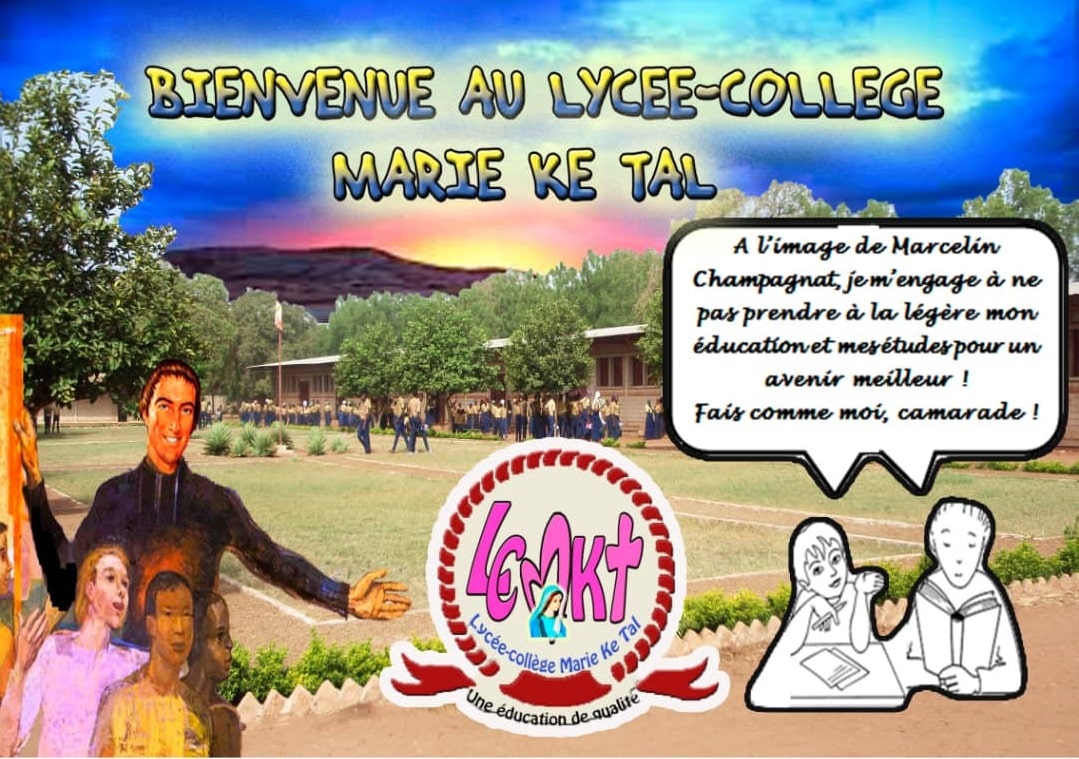 BIENVENUE AU LYCEE-COLLEGE
MARIE KE TAL
A l'image de Marcelin
Champagnat, je m'engage à ne
pas prendre à la légère mon
éducation et mes études pour un
avenir meilleur !
Fais comme moi, camarade !
LCMKt
Lycée-collège Marie Ke Tal
Une éducation de qualité